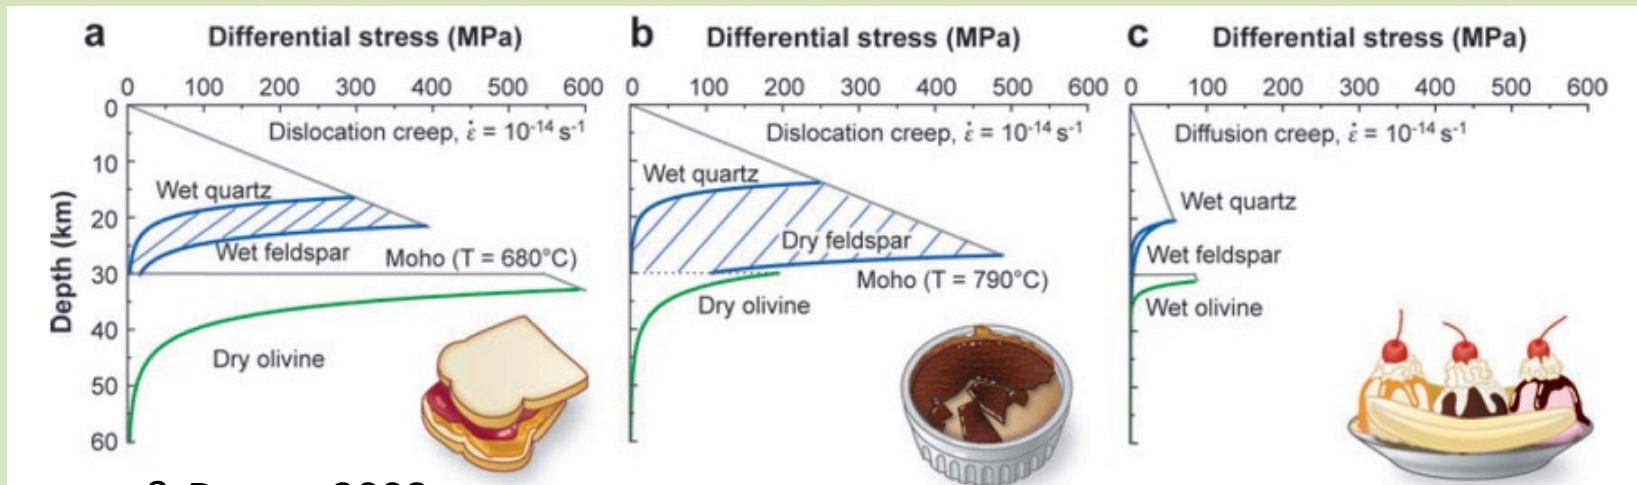 a Differential stress (MPa)
0 100 200 300 400 500 600
Depth (km)
0
10
20
30
40
50
60
Dislocation creep, ε̇ = 10⁻¹⁴ s⁻¹
Wet quartz
Wet feldspar
Moho (T = 680°C)
Dry olivine
b Differential stress (MPa)
0 100 200 300 400 500 600
Dislocation creep, ε̇ = 10⁻¹⁴ s⁻¹
Wet quartz
Dry feldspar
Moho (T = 790°C)
Dry olivine
c Differential stress (MPa)
0 100 200 300 400 500 600
Diffusion creep, ε̇ = 10⁻¹⁴ s⁻¹
Wet quartz
Wet feldspar
Wet olivine